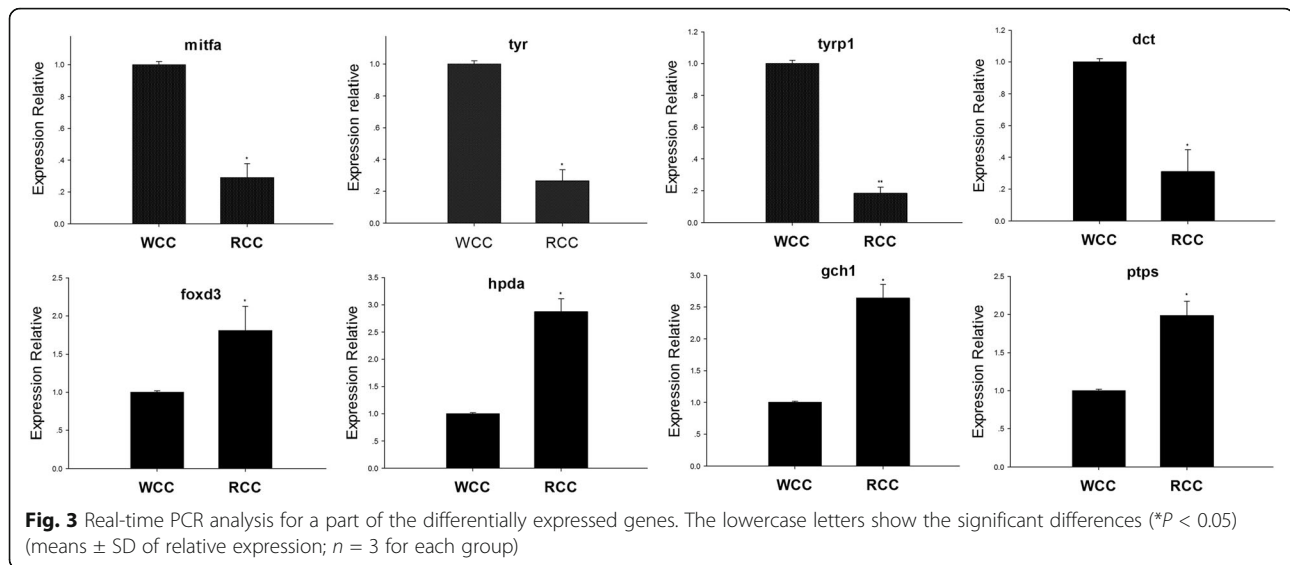 mitfa
Expression Relative
1.0
.8
.6
.4
.2
0.0
*
WCC RCC
tyr
Expression relative
1.0
.8
.6
.4
.2
0.0
*
WCC RCC
tyrp1
Expression Relative
1.2
1.0
.8
.6
.4
.2
0.0
**
WCC RCC
dct
Expression Relative
1.2
1.0
.8
.6
.4
.2
0.0
*
WCC RCC
foxd3
Expression Relative
2.5
2.0
1.5
1.0
.5
0.0
*
WCC RCC
hpda
Expression Relative
3.5
3.0
2.5
2.0
1.5
1.0
.5
0.0
*
WCC RCC
gch1
Expression Relative
3.0
2.5
2.0
1.5
1.0
.5
0.0
*
WCC RCC
ptps
Expression Relative
2.5
2.0
1.5
1.0
.5
0.0
*
WCC RCC
Fig. 3 Real-time PCR analysis for a part of the differentially expressed genes. The lowercase letters show the significant differences (*P < 0.05)
(means ± SD of relative expression; n = 3 for each group)